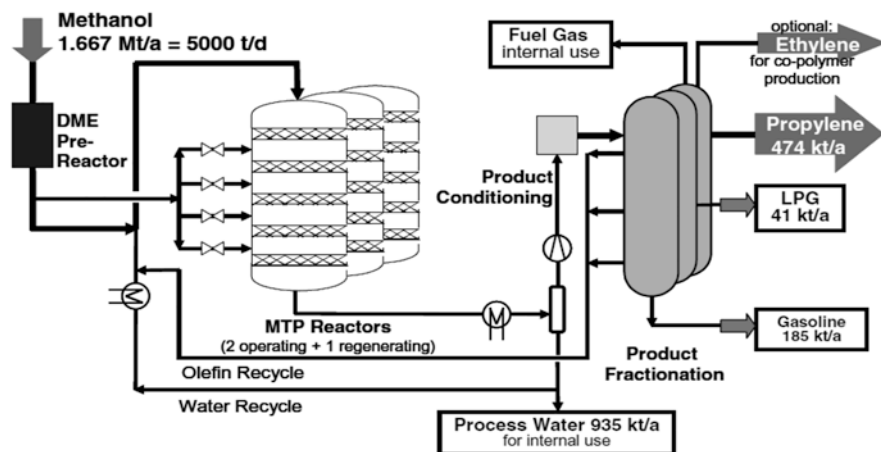 Methanol
1.667 Mt/a = 5000 t/d
DME
Pre-
Reactor
Fuel Gas
internal use
optional:
Ethylene
for co-polymer
production
Propylene
474 kt/a
Product
Conditioning
LPG
41 kt/a
MTP Reactors
(2 operating + 1 regenerating)
Gasoline
185 kt/a
Product
Fractionation
Olefin Recycle
Water Recycle
Process Water 935 kt/a
for internal use